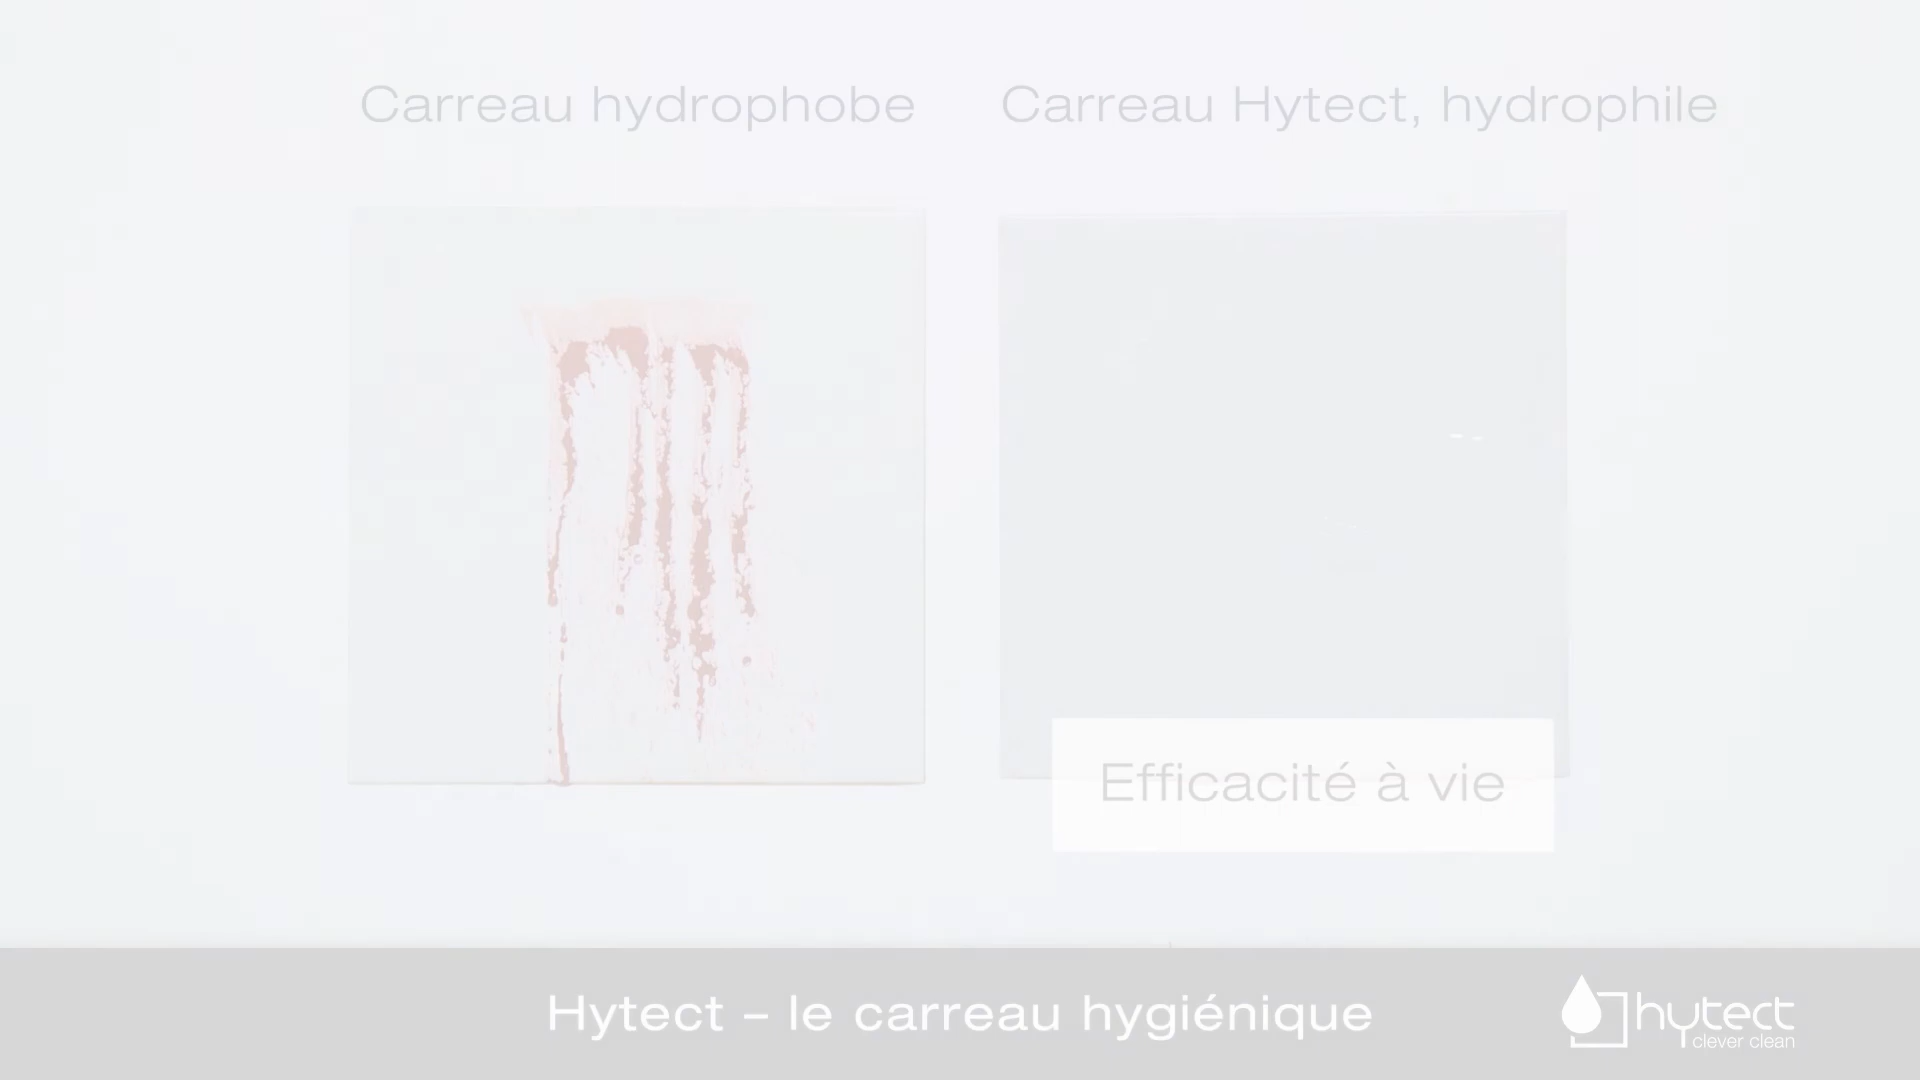 Carreau hydrophobe
Carreau Hytect, hydrophile
Efficacité à vie
Hytect – le carreau hygiénique
hytect
clever clean